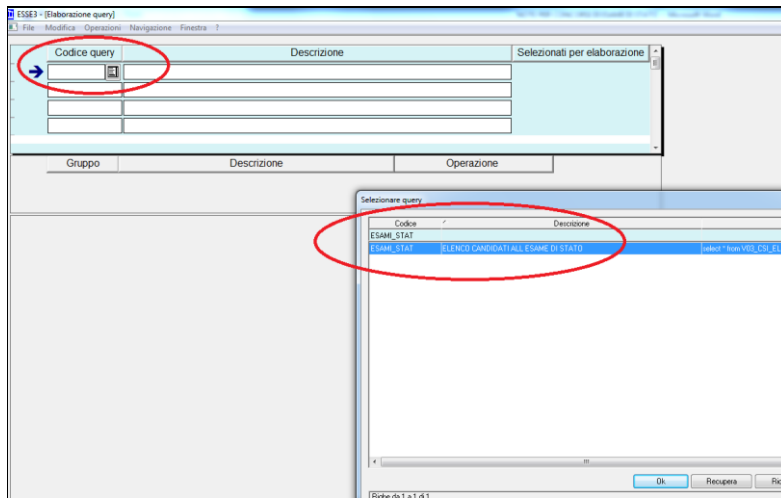 ESSE3 - [Elaborazione query]
File Modifica Operazioni Navigazione Finestra ?
Codice query Descrizione Selezionati per elaborazione
Gruppo Descrizione Operazione
Selezionare query
Codice Descrizione
ESAMI_STAT
ESAMI_STAT ELENCO CANDIDATI ALL ESAME DI STATO select * from V03_CSI_EL
Ok Recupera
Righe da 1 a 1 di 1